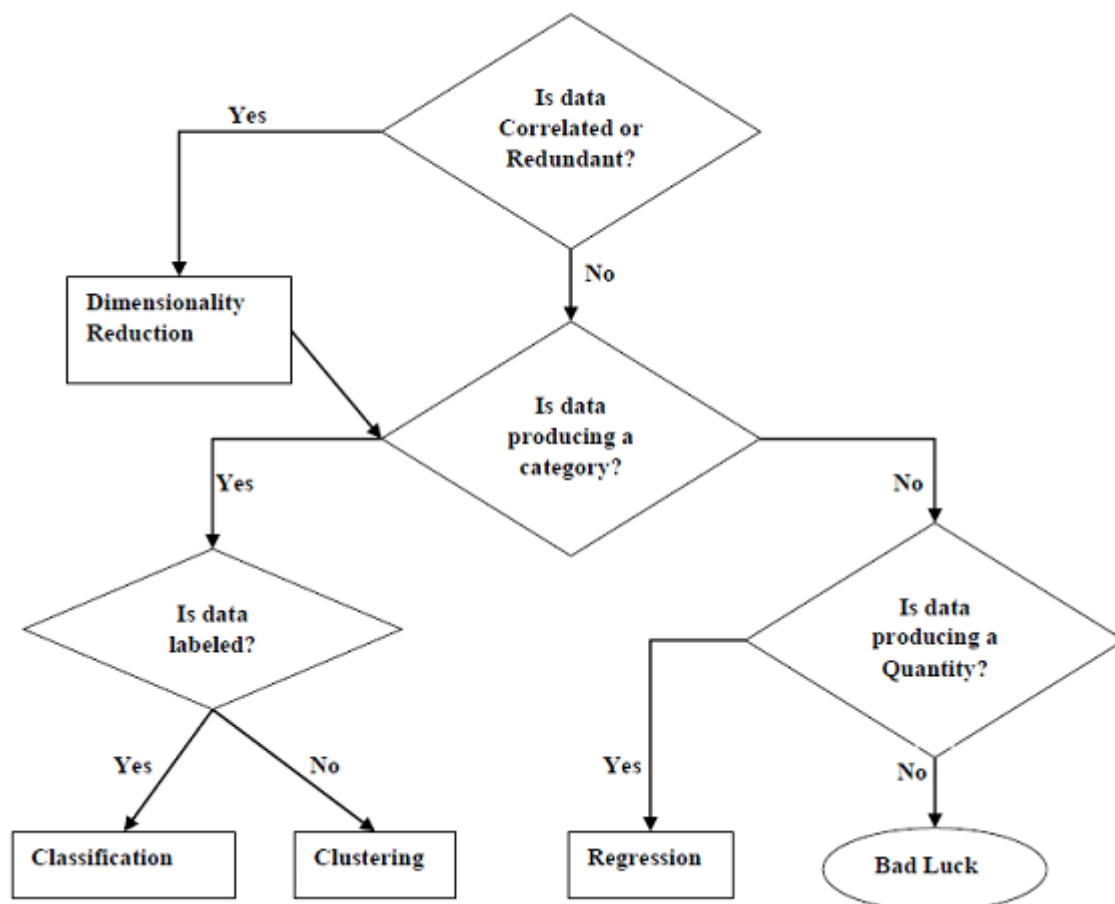 Is data
Correlated or
Redundant?
Yes
No
Dimensionality
Reduction
Is data
producing a
category?
Yes
No
Is data
labeled?
Is data
producing a
Quantity?
Yes
No
Yes
No
Classification
Clustering
Regression
Bad Luck